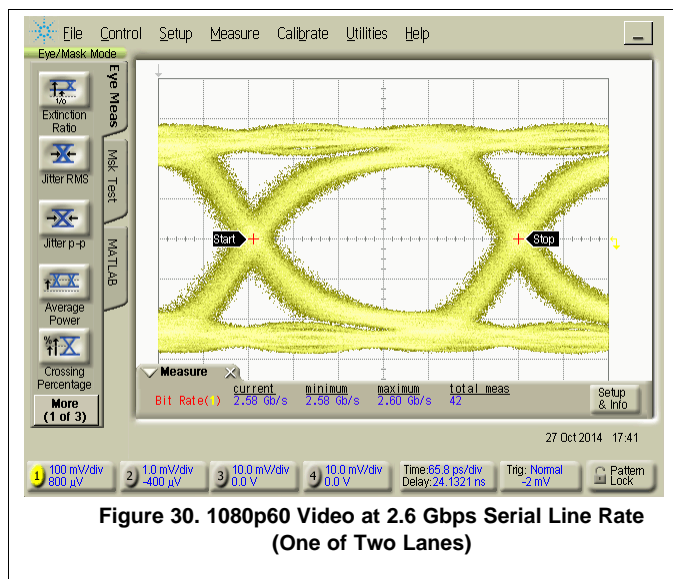 File Control Setup Measure Calibrate Utilities Help
Eye/Mask Mode
Eye Meas
Msk Test
MATLAB
1/0
Extinction
Ratio
Jitter RMS
Jitter p-p
Average
Power
%
Crossing
Percentage
More
(1 of 3)
Start
Stop
Measure
current minimum maximum total meas
Bit Rate(1) 2.58 Gb/s 2.58 Gb/s 2.60 Gb/s 42
Setup
& Info
27 Oct 2014 17:41
1 100 mV/div
800 µV
2 1.0 mV/div
-400 µV
3 10.0 mV/div
0.0 V
4 10.0 mV/div
0.0 V
Time:65.8 ps/div
Delay:24.1321 ns
Trig: Normal
-2 mV
Pattern
Lock
Figure 30. 1080p60 Video at 2.6 Gbps Serial Line Rate
(One of Two Lanes)